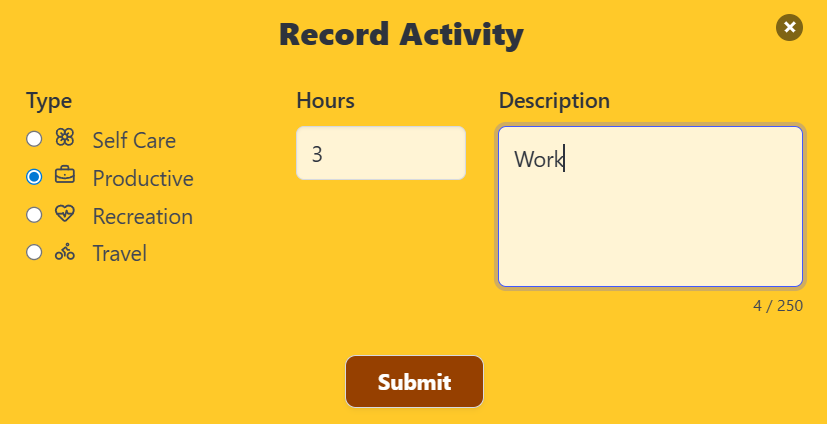 Record Activity
Type
Self Care
Productive
Recreation
Travel
Hours
3
Description
Work
4 / 250
Submit